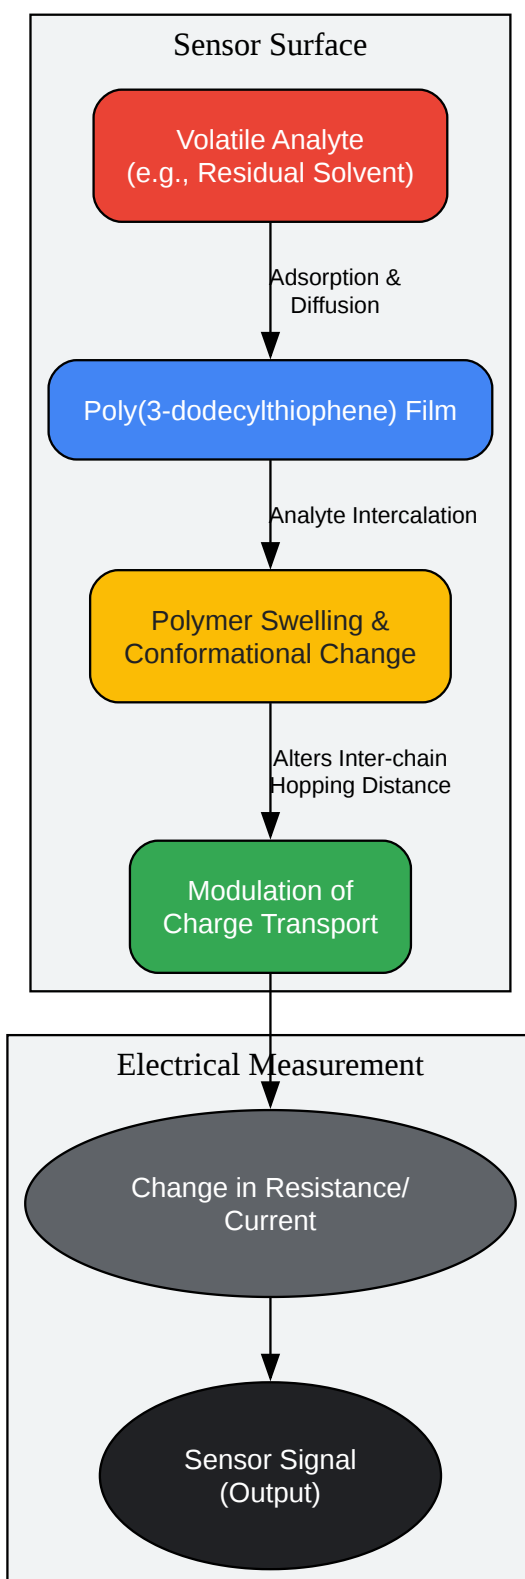 Sensor Surface
Volatile Analyte
(e.g., Residual Solvent)
Adsorption &
Diffusion
Poly(3-dodecylthiophene) Film
Analyte Intercalation
Polymer Swelling &
Conformational Change
Alters Inter-chain
Hopping Distance
Modulation of
Charge Transport
Electrical Measurement
Change in Resistance/
Current
Sensor Signal
(Output)